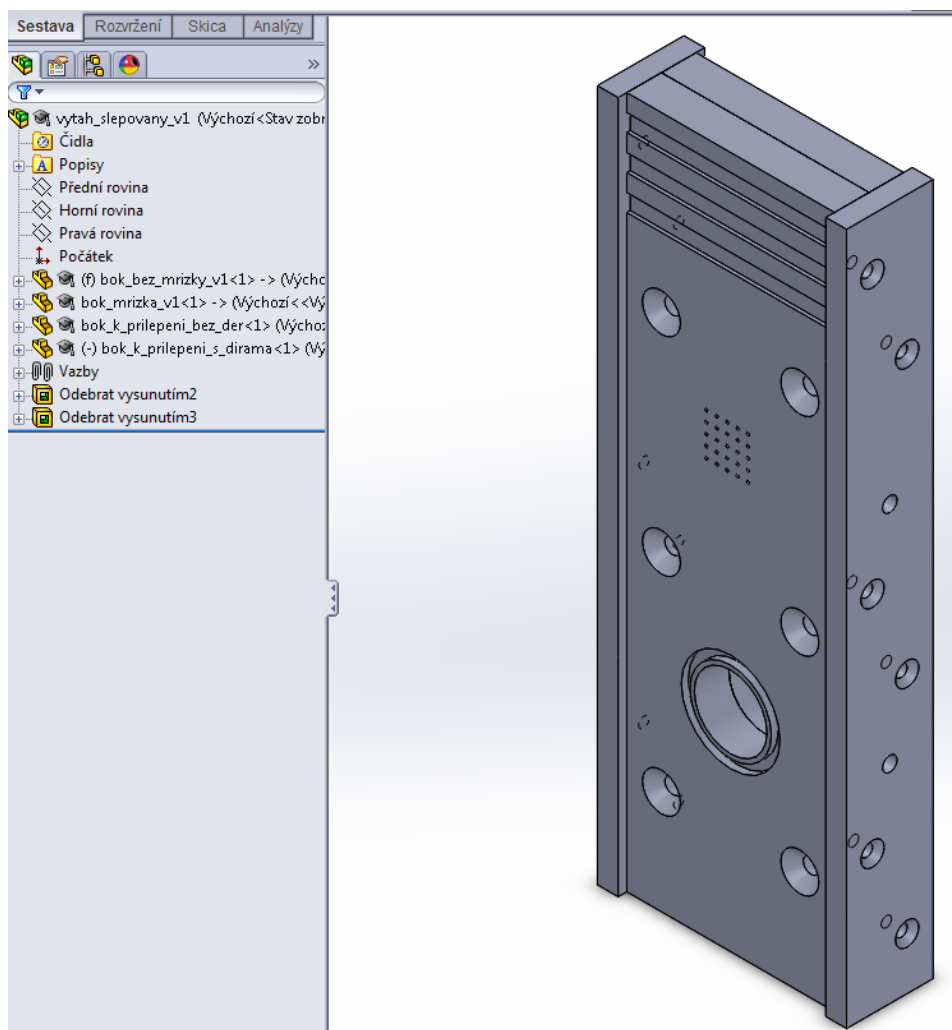 Sestava Rozvržení Skica Analýzy
»
vytah_slepovany_v1 (Výchozí<Stav zobr
Čidla
A Popisy
Přední rovina
Horní rovina
Pravá rovina
Počátek
(f) bok_bez_mrizky_v1<1> -> (Výcho
bok_mrizka_v1<1> -> (Výchozí<<Vý
bok_k_prilepeni_bez_der<1> (Výchoz
(-) bok_k_prilepeni_s_dirama<1> (Vý
Vazby
Odebrat vysunutím2
Odebrat vysunutím3